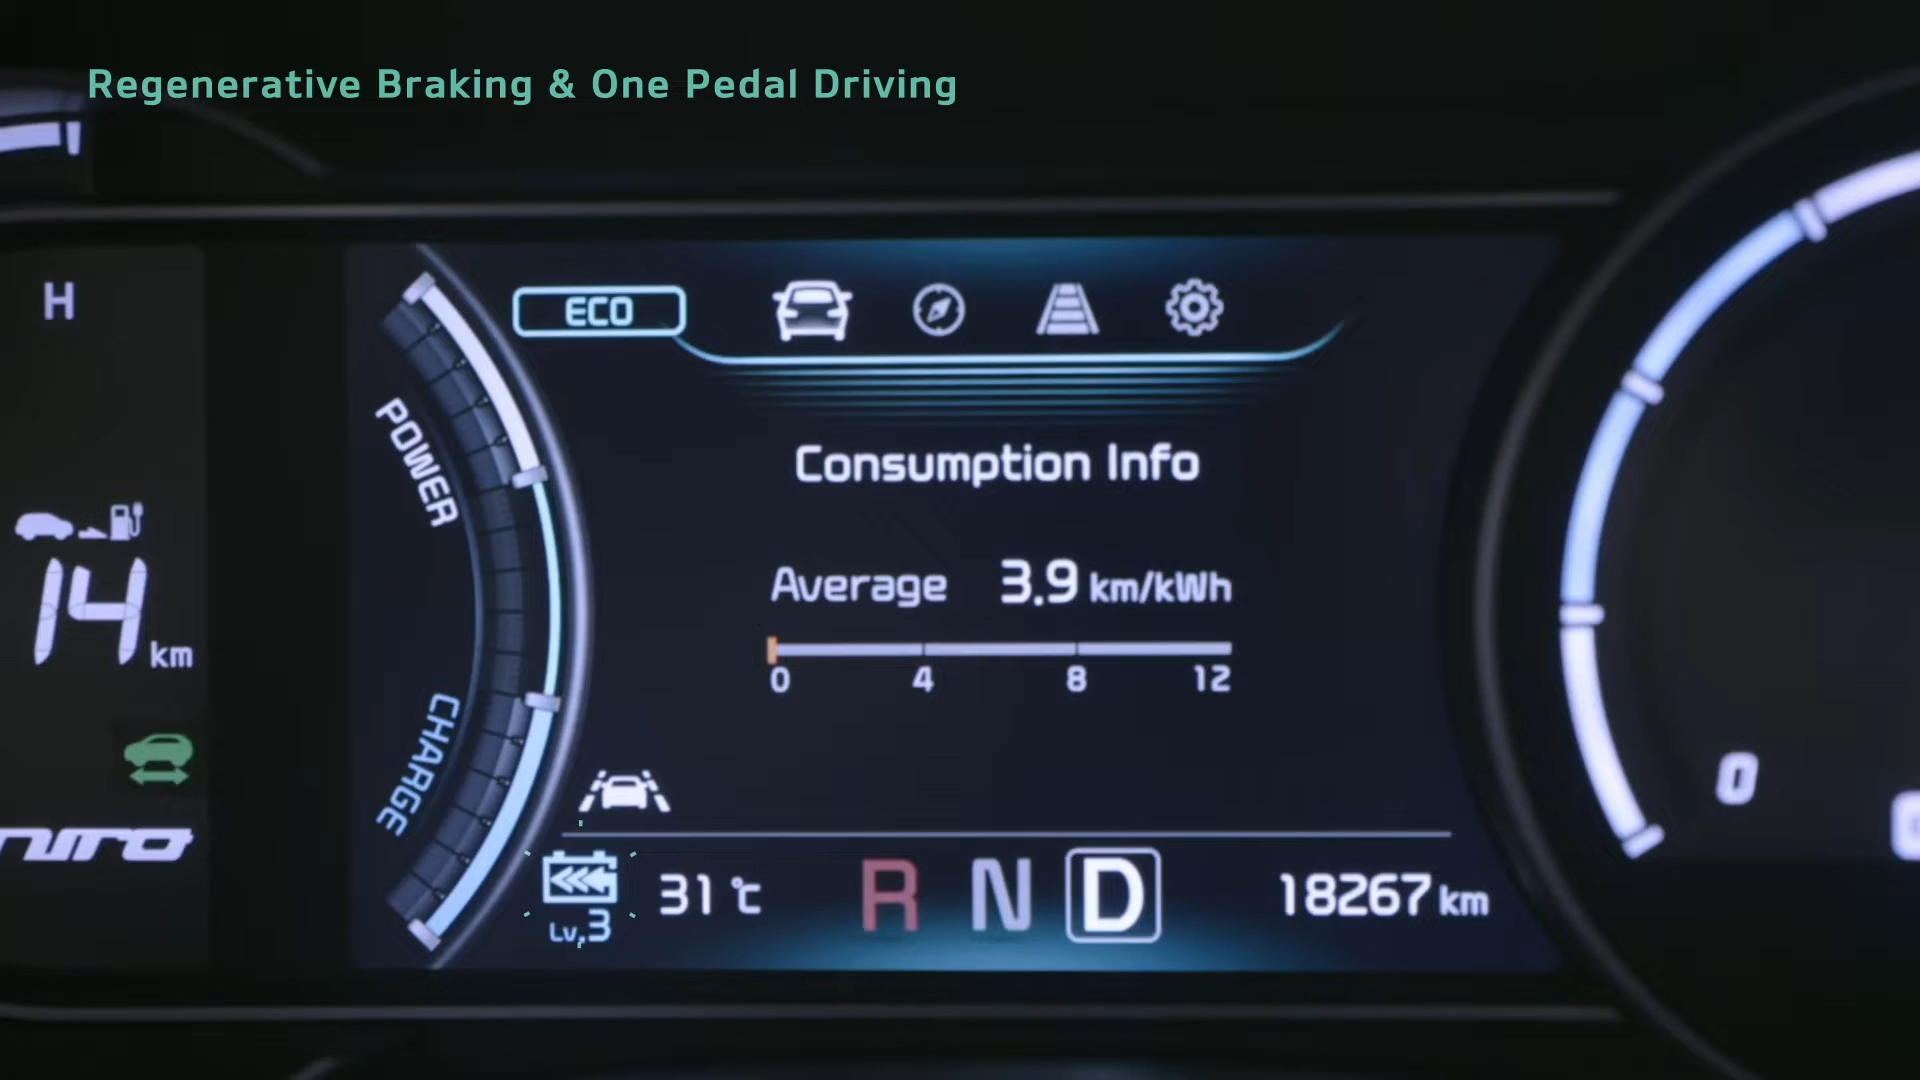 Regenerative Braking & One Pedal Driving
H
ECO
POWER
Consumption Info
Average 3.9 km/kWh
0 4 8 12
14 km
CHARGE
niro
0
Lv.3 31 ℃ R N D 18267 km